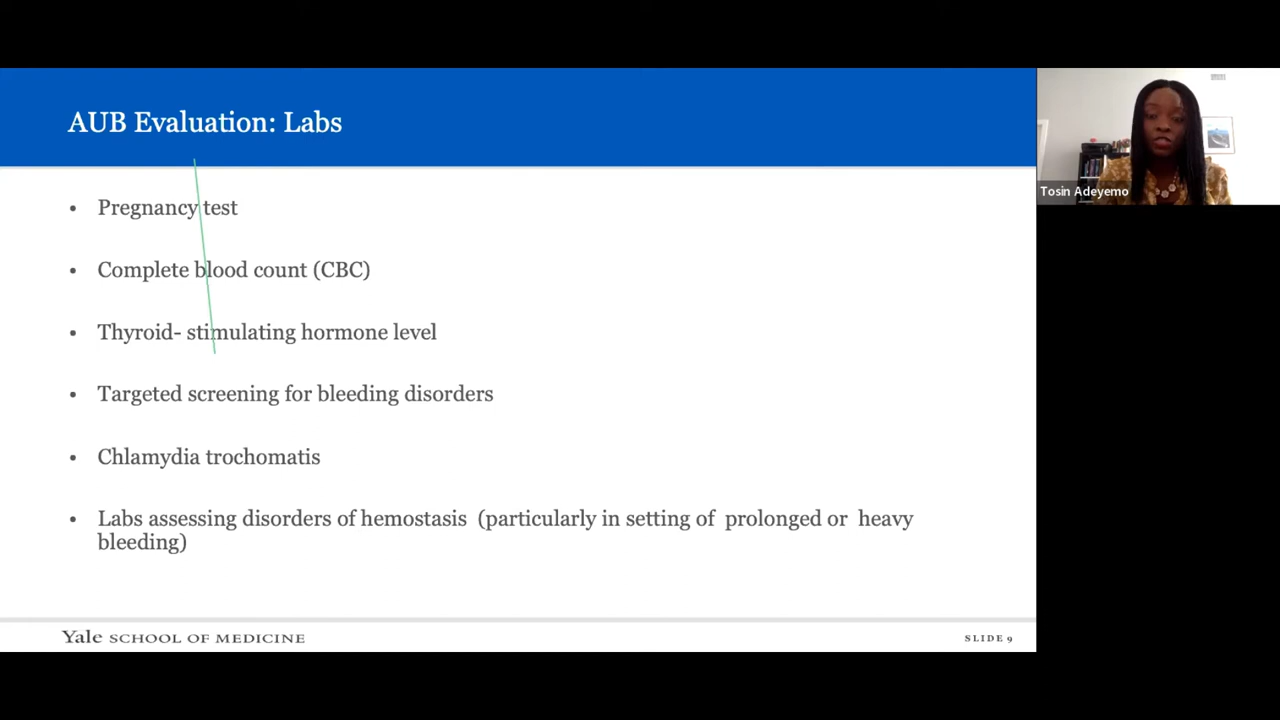 AUB Evaluation: Labs
• Pregnancy test
• Complete blood count (CBC)
• Thyroid- stimulating hormone level
• Targeted screening for bleeding disorders
• Chlamydia trochomatis
• Labs assessing disorders of hemostasis (particularly in setting of prolonged or heavy
bleeding)
Yale SCHOOL OF MEDICINE
SLIDE 9
Tosin Adeyemo